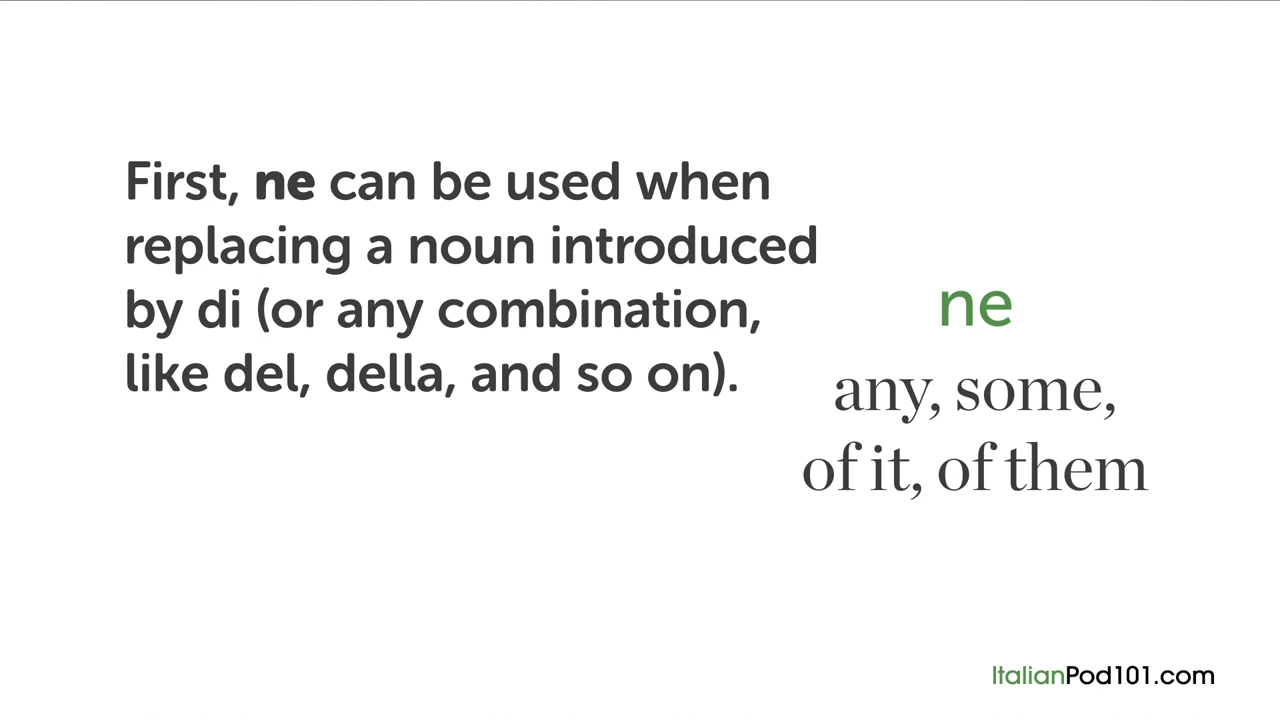 First, ne can be used when
replacing a noun introduced
by di (or any combination,
like del, della, and so on).
ne
any, some,
of it, of them
ItalianPod101.com